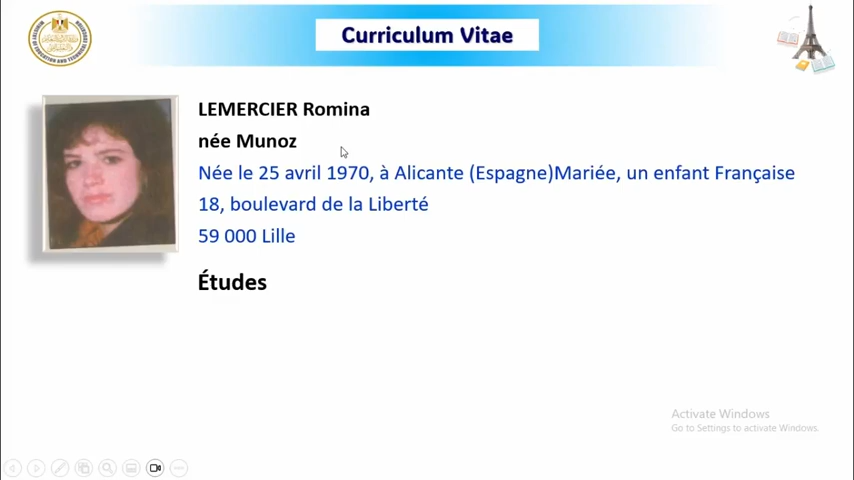 Curriculum Vitae
LEMERCIER Romina
née Munoz
Née le 25 avril 1970, à Alicante (Espagne)Mariée, un enfant Française
18, boulevard de la Liberté
59 000 Lille
Études
Activate Windows
Go to Settings to activate Windows.